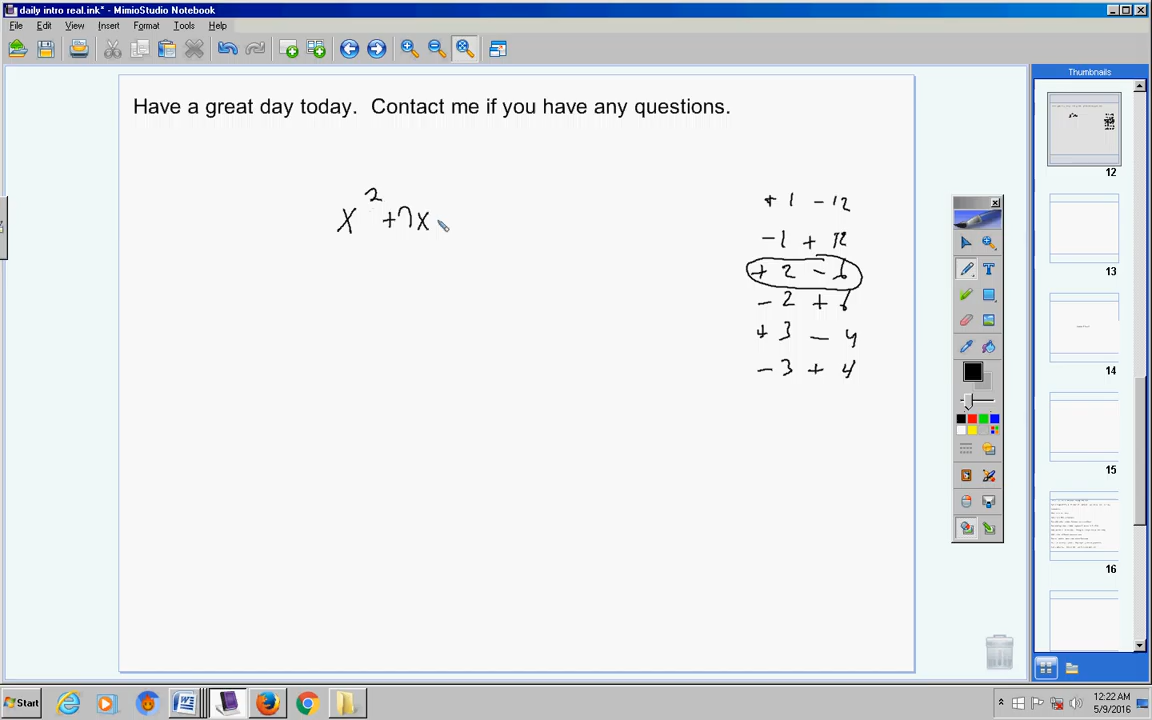 daily intro real.ink* - MimioStudio Notebook
File Edit View Insert Format Tools Help
Thumbnails
Have a great day today. Contact me if you have any questions.
x² +7x
+ 1 - 12
- 1 + 12
+ 2 - 6
- 2 + 6
+ 3 - 4
- 3 + 4
12
13
14
15
16
Start
12:22 AM
5/9/2016